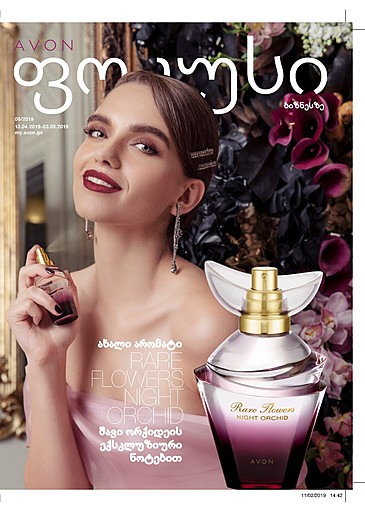 AVON
ფოკუსი
ბიზნესზე
06/2019
13.04.2019-03.05.2019
my.avon.ge
ახალი არომატი
RARE
FLOWERS
NIGHT
ORCHID
შავი ორქიდეის
ექსკლუზიური
ნოტებით
Rare Flowers
NIGHT ORCHID
AVON
11/02/2019 14:42